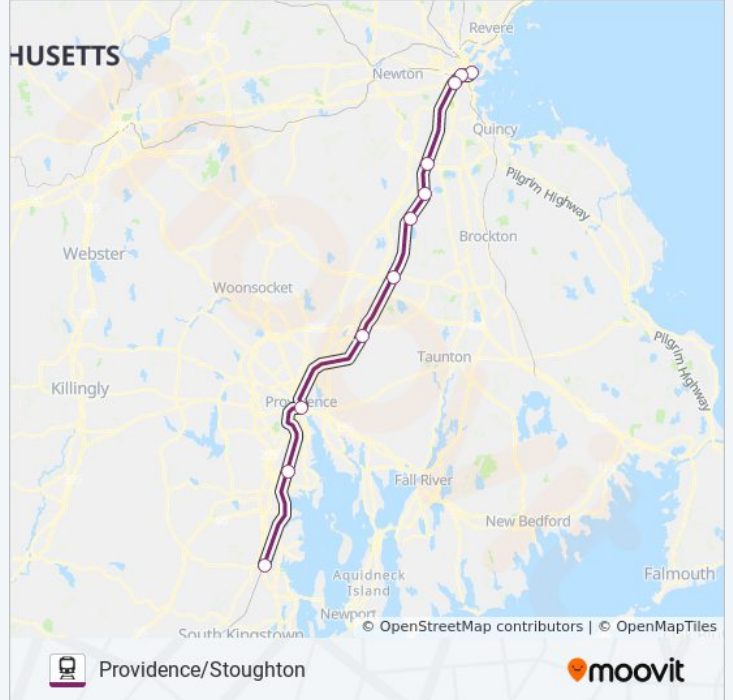 Revere
HUSETTS
Newton
Quincy
Pilgrim Highway
Brockton
Webster
Woonsocket
Pilgrim Highway
Taunton
Killingly
Providence
Fall River
New Bedford
Aquidneck
Island
Falmouth
Newport
© OpenStreetMap contributors | © OpenMapTiles
South Kingstown
Providence/Stoughton
moovit